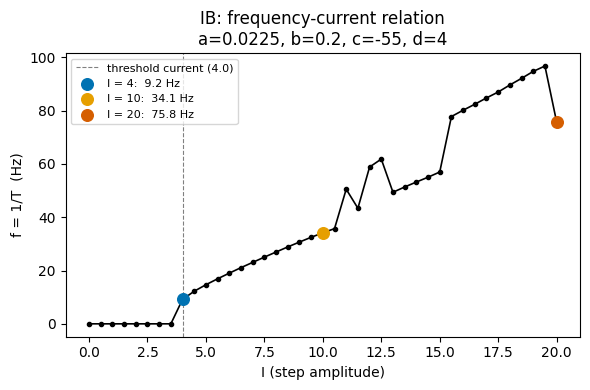 IB: frequency-current relation
a=0.0225, b=0.2, c=-55, d=4
threshold current (4.0)
I = 4:  9.2 Hz
I = 10:  34.1 Hz
I = 20:  75.8 Hz
f = 1/T  (Hz)
100
80
60
40
20
0
0.0 2.5 5.0 7.5 10.0 12.5 15.0 17.5 20.0
I (step amplitude)